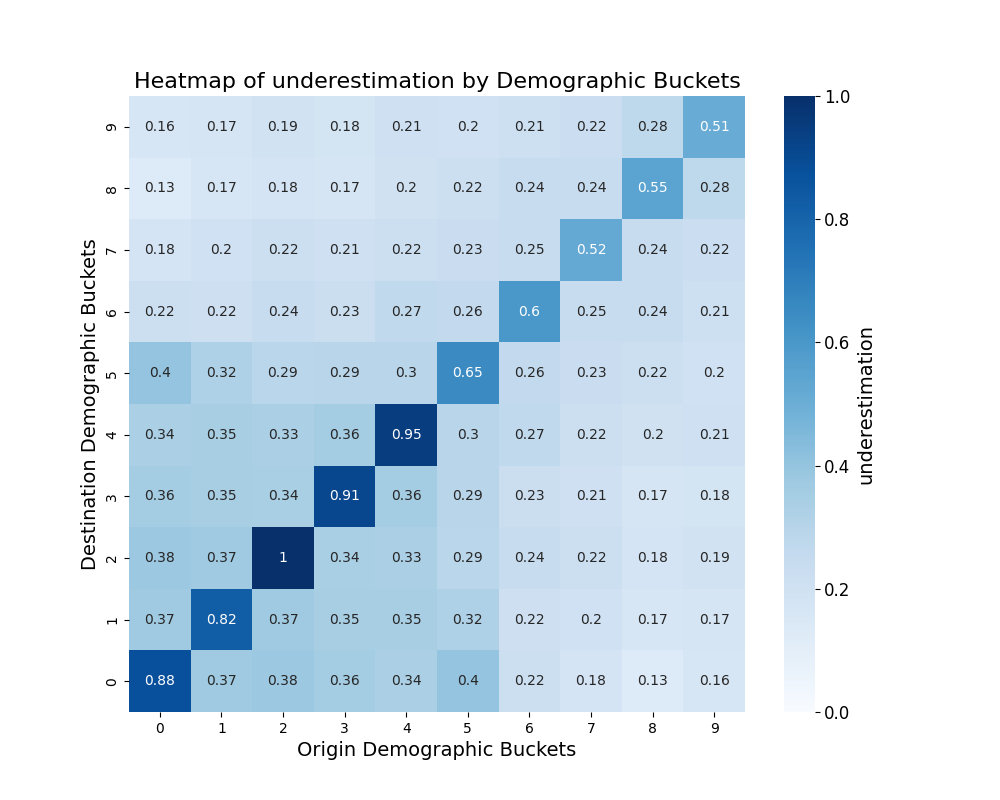 Heatmap of underestimation by Demographic Buckets
Destination Demographic Buckets
9 0.16 0.17 0.19 0.18 0.21 0.2 0.21 0.22 0.28 0.51
8 0.13 0.17 0.18 0.17 0.2 0.22 0.24 0.24 0.55 0.28
7 0.18 0.2 0.22 0.21 0.22 0.23 0.25 0.52 0.24 0.22
6 0.22 0.22 0.24 0.23 0.27 0.26 0.6 0.25 0.24 0.21
5 0.4 0.32 0.29 0.29 0.3 0.65 0.26 0.23 0.22 0.2
4 0.34 0.35 0.33 0.36 0.95 0.3 0.27 0.22 0.2 0.21
3 0.36 0.35 0.34 0.91 0.36 0.29 0.23 0.21 0.17 0.18
2 0.38 0.37 1 0.34 0.33 0.29 0.24 0.22 0.18 0.19
1 0.37 0.82 0.37 0.35 0.35 0.32 0.22 0.2 0.17 0.17
0 0.88 0.37 0.38 0.36 0.34 0.4 0.22 0.18 0.13 0.16
0 1 2 3 4 5 6 7 8 9
Origin Demographic Buckets
1.0
0.8
0.6
0.4
0.2
0.0
underestimation